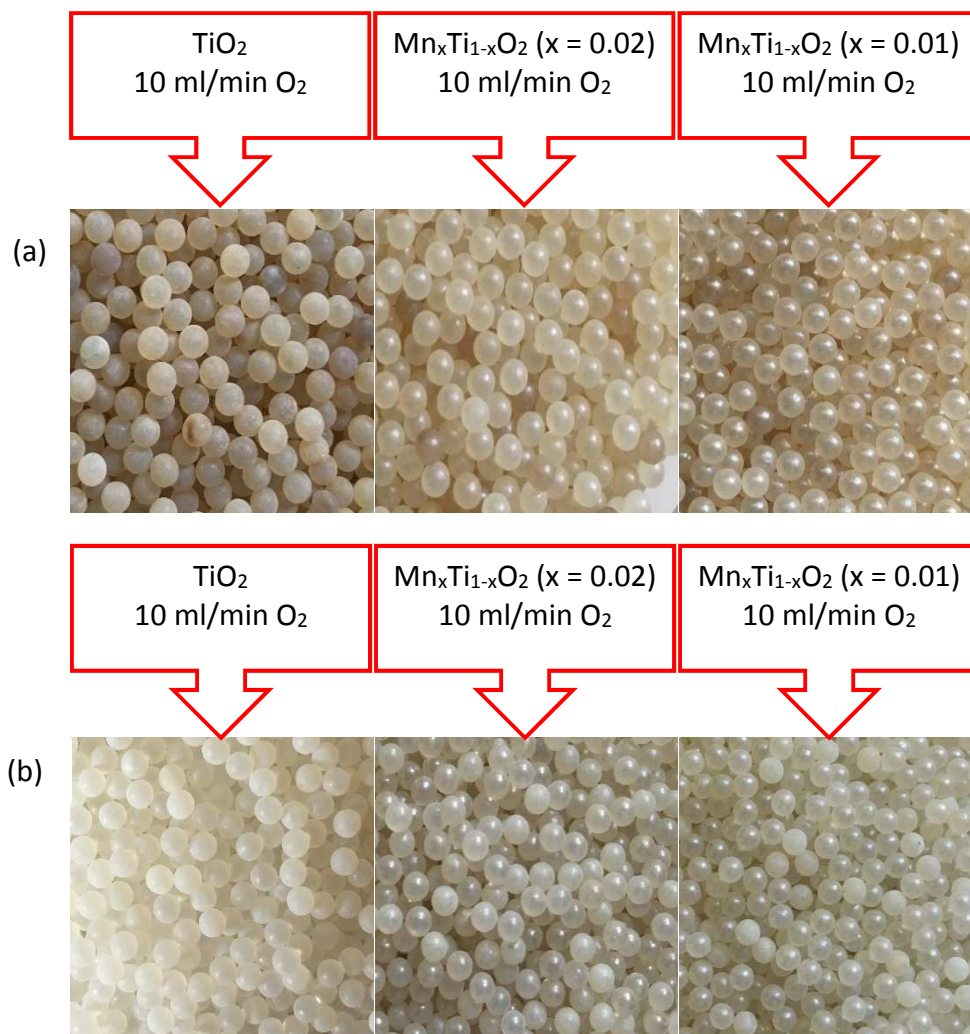 TiO₂
10 ml/min O₂
MnₓTi₁₋ₓO₂ (x = 0.02)
10 ml/min O₂
MnₓTi₁₋ₓO₂ (x = 0.01)
10 ml/min O₂
(a)
TiO₂
10 ml/min O₂
MnₓTi₁₋ₓO₂ (x = 0.02)
10 ml/min O₂
MnₓTi₁₋ₓO₂ (x = 0.01)
10 ml/min O₂
(b)